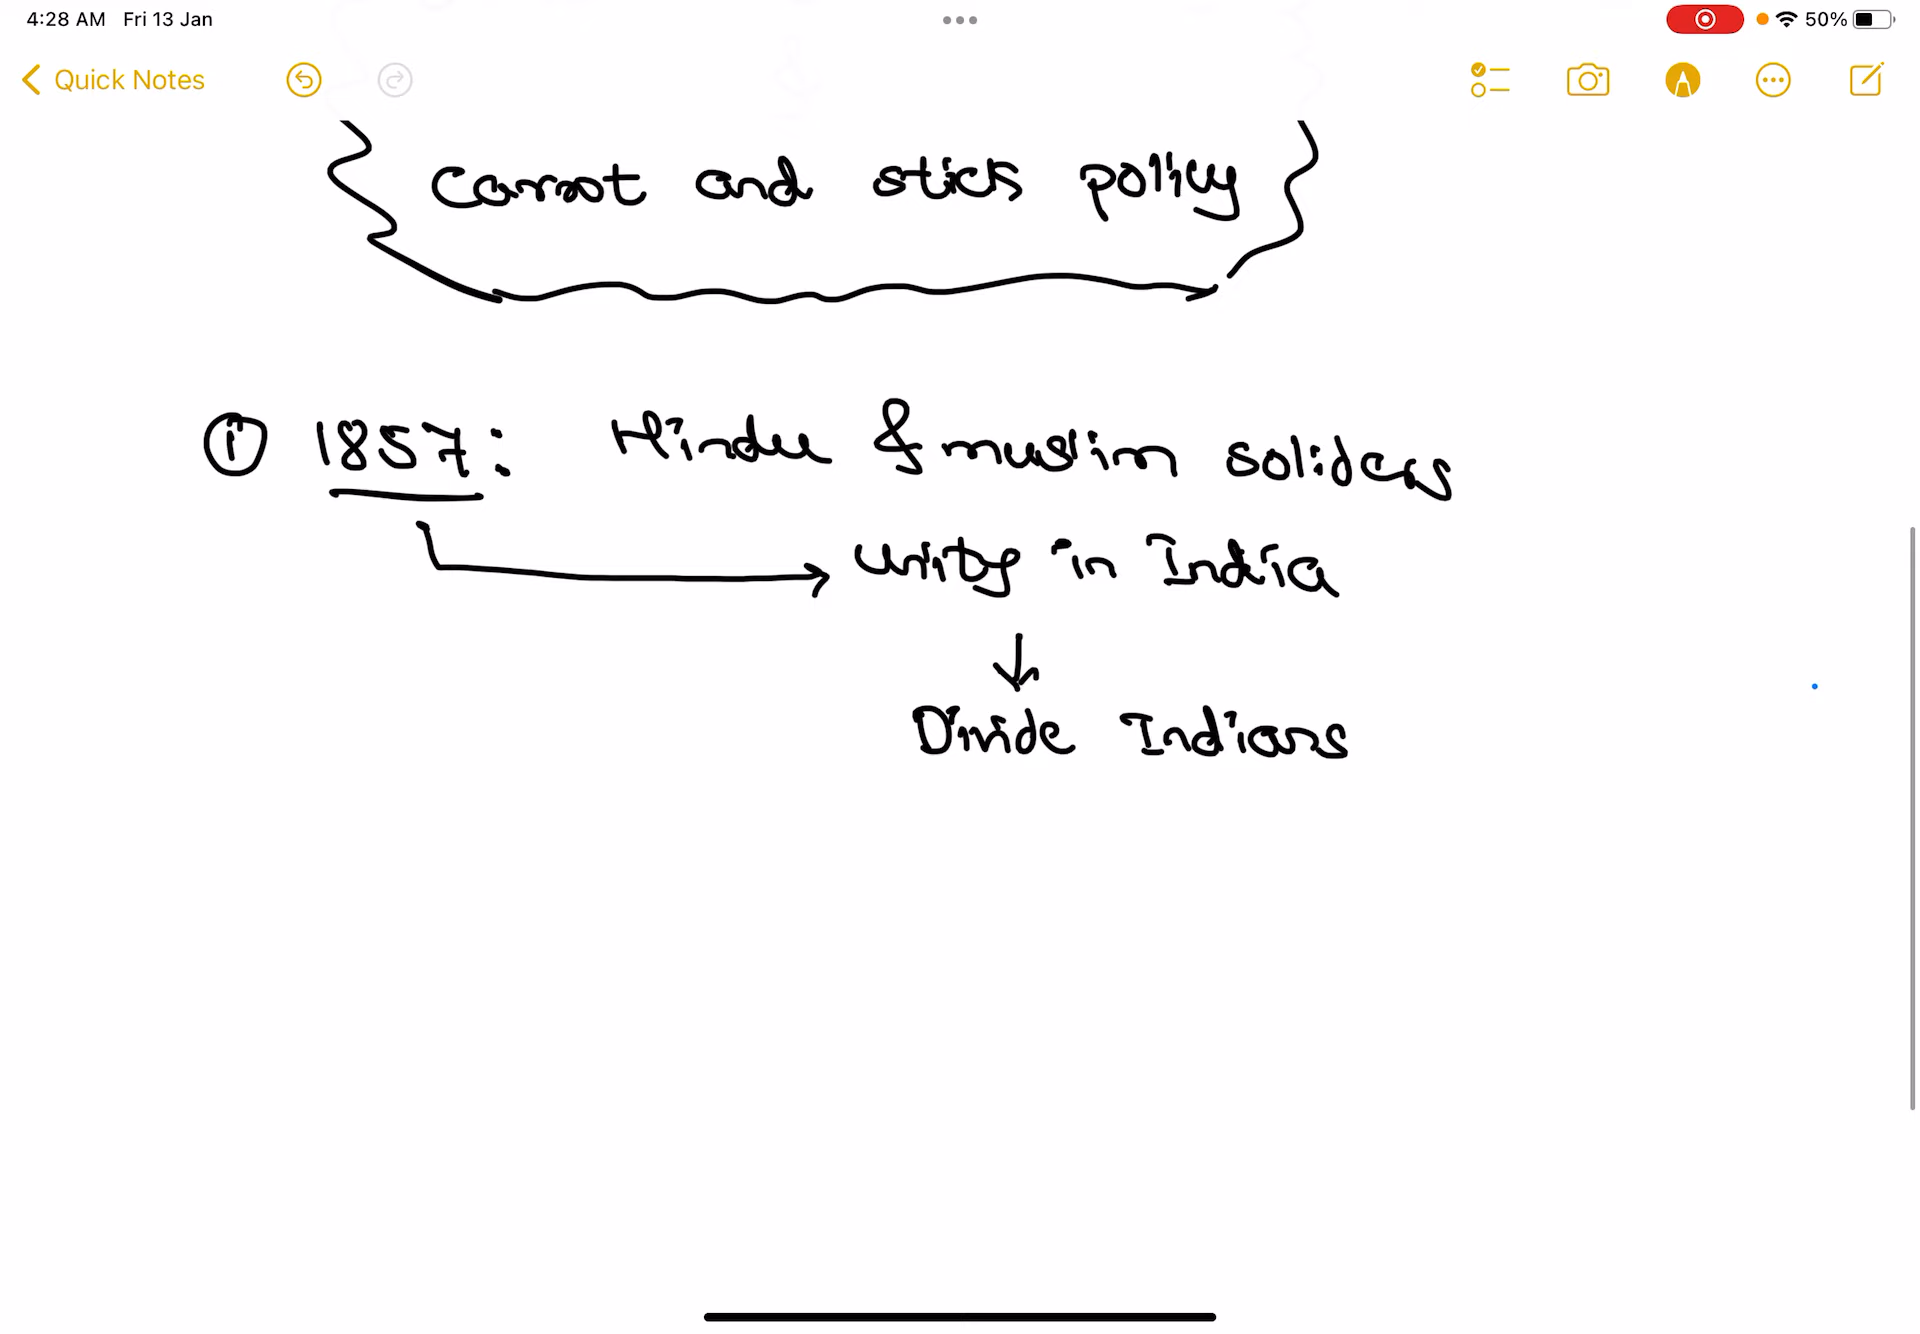 4:28 AM Fri 13 Jan
50%
Quick Notes
Carrot and stick policy
① 1857: Hindu & muslim soliders
unity in India
↓
Divide Indians